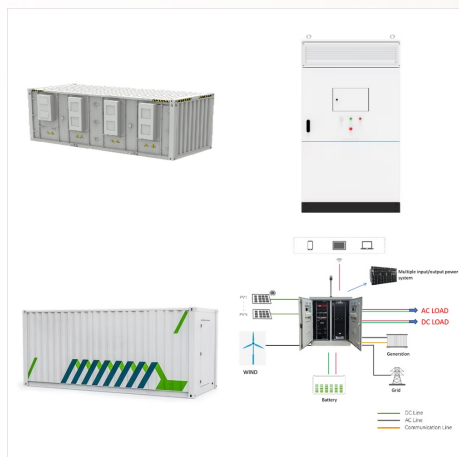 Multiple input/output power
system
PV1
AC LOAD
DC LOAD
WIND
Generation
Battery
Grid
DC Line
AC Line
Communication Line